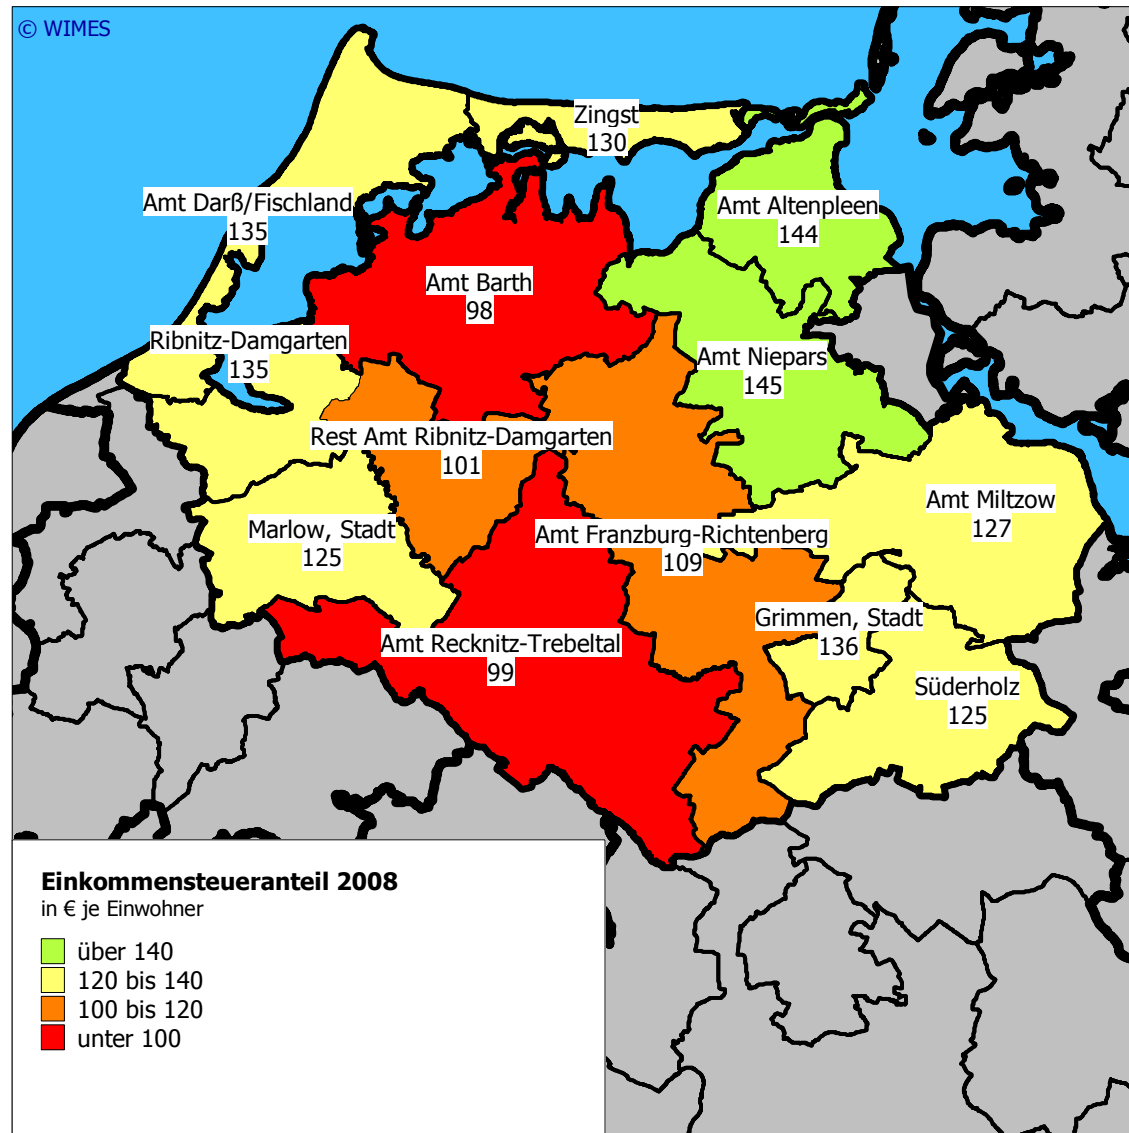 © WIMES
Zingst
130
Amt Darß/Fischland
135
Amt Altenpleen
144
Amt Barth
98
Ribnitz-Damgarten
135
Amt Niepars
145
Rest Amt Ribnitz-Damgarten
101
Amt Miltzow
127
Marlow, Stadt
125
Amt Franzburg-Richtenberg
109
Grimmen, Stadt
136
Amt Recknitz-Trebeltal
99
Süderholz
125
Einkommensteueranteil 2008
in € je Einwohner
über 140
120 bis 140
100 bis 120
unter 100